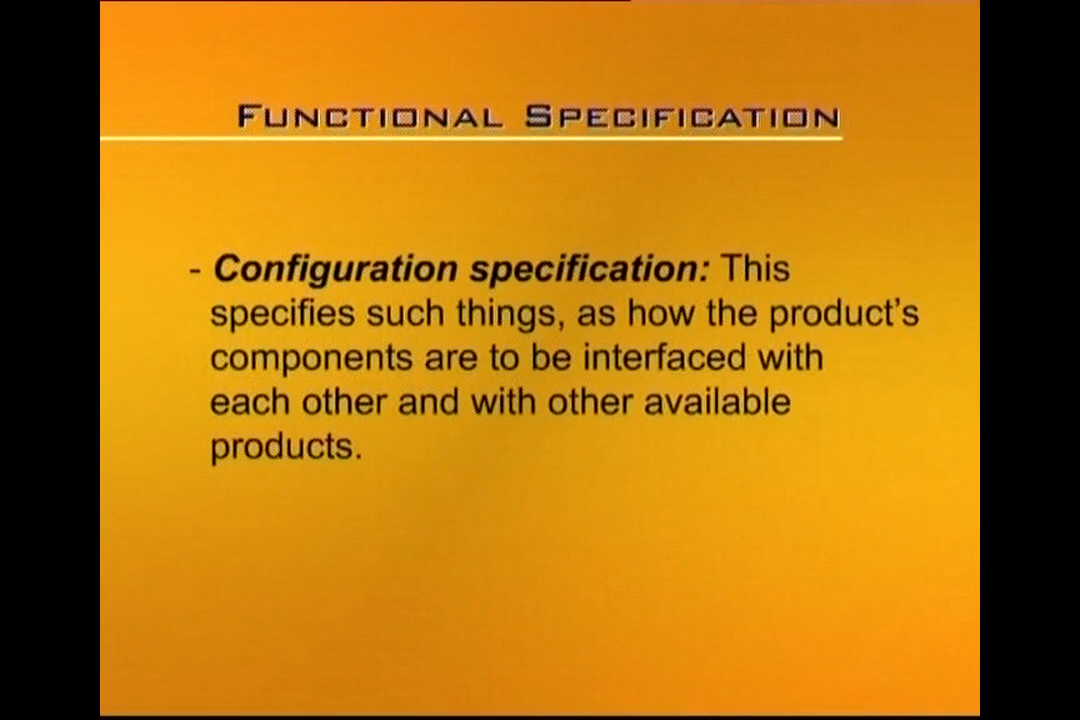 Functional Specification
- Configuration specification: This
specifies such things, as how the product's
components are to be interfaced with
each other and with other available
products.